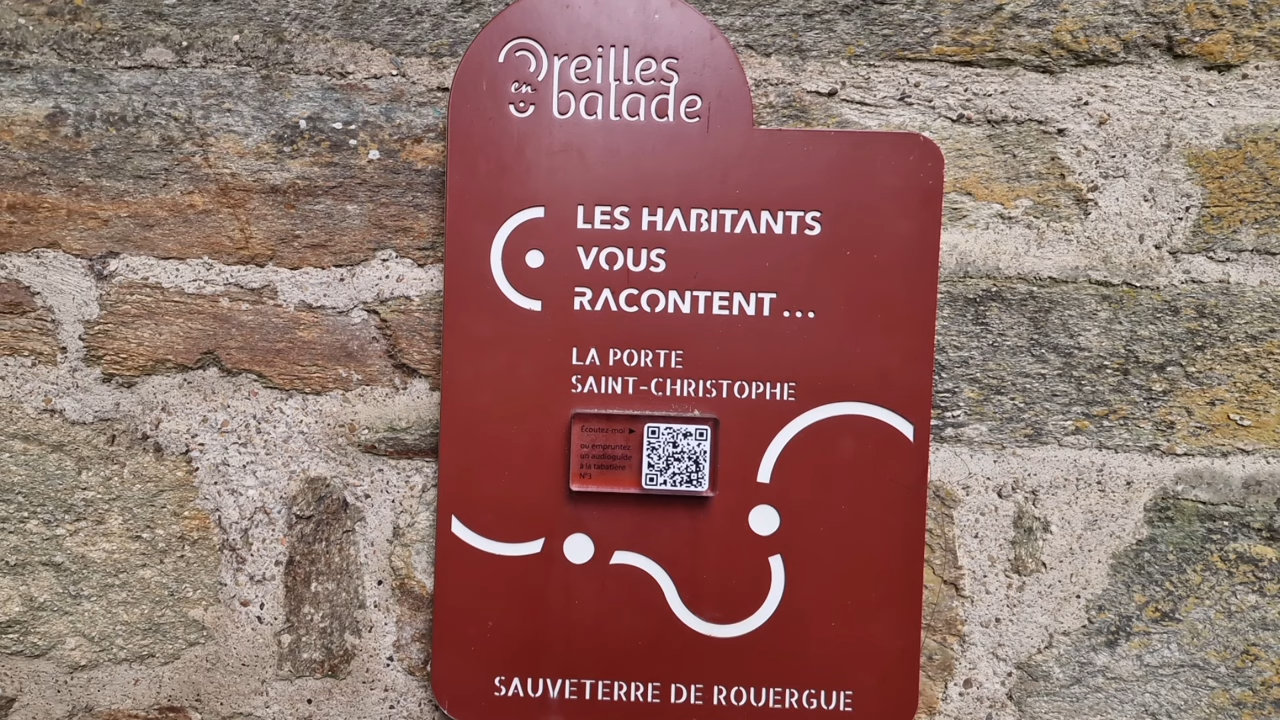 Oreilles
en
balade
LES HABITANTS
VOUS
RACONTENT...
LA PORTE
SAINT-CHRISTOPHE
Écoutez-moi ►
ou empruntez
un audioguide
à la tabatière
N°3
SAUVETERRE DE ROUERGUE